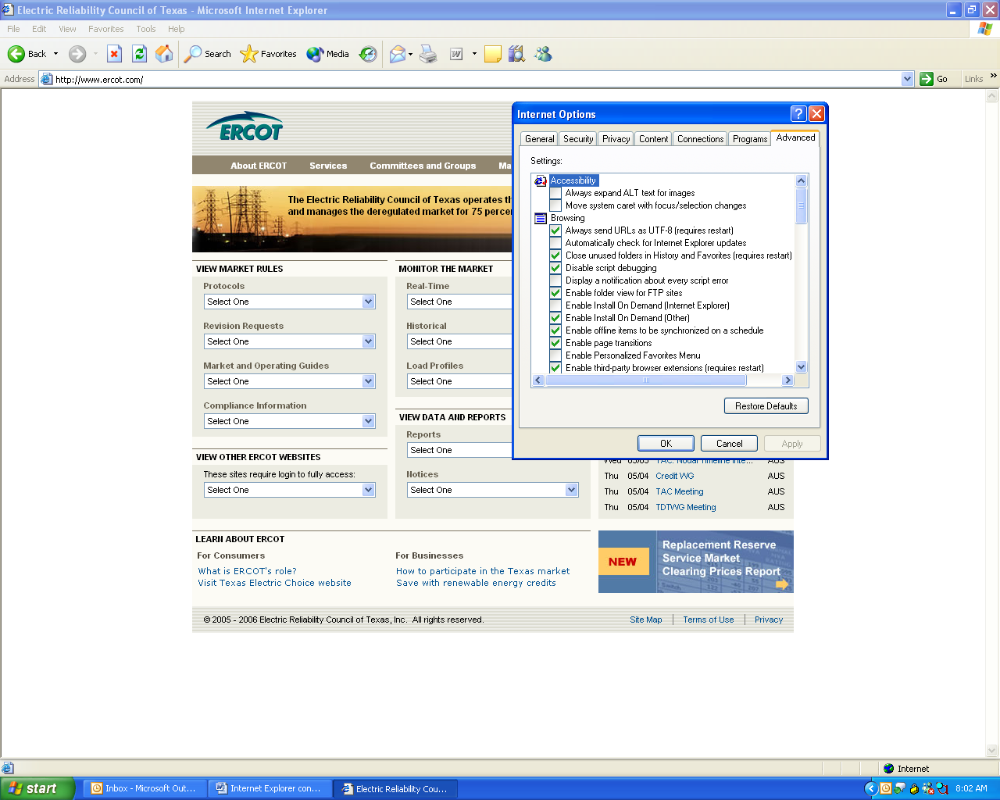 Electric Reliability Council of Texas - Microsoft Internet Explorer
File Edit View Favorites Tools Help
Back Search Favorites Media
Address http://www.ercot.com/ Go Links »
ERCOT
About ERCOT Services Committees and Groups Ma
The Electric Reliability Council of Texas operates th
and manages the deregulated market for 75 percen
VIEW MARKET RULES
Protocols
Select One
Revision Requests
Select One
Market and Operating Guides
Select One
Compliance Information
Select One
VIEW OTHER ERCOT WEBSITES
These sites require login to fully access:
Select One
MONITOR THE MARKET
Real-Time
Select One
Historical
Select One
Load Profiles
Select One
VIEW DATA AND REPORTS
Reports
Select One
Notices
Select One
Internet Options
General Security Privacy Content Connections Programs Advanced
Settings:
Accessibility
Always expand ALT text for images
Move system caret with focus/selection changes
Browsing
Always send URLs as UTF-8 (requires restart)
Automatically check for Internet Explorer updates
Close unused folders in History and Favorites (requires restart)
Disable script debugging
Display a notification about every script error
Enable folder view for FTP sites
Enable Install On Demand (Internet Explorer)
Enable Install On Demand (Other)
Enable offline items to be synchronized on a schedule
Enable page transitions
Enable Personalized Favorites Menu
Enable third-party browser extensions (requires restart)
Restore Defaults
OK Cancel Apply
Wed 05/03 TAC: Nodal Timeline Inte... AUS
Thu 05/04 Credit WG AUS
Thu 05/04 TAC Meeting AUS
Thu 05/04 TDTWG Meeting AUS
LEARN ABOUT ERCOT
For Consumers
What is ERCOT's role?
Visit Texas Electric Choice website
For Businesses
How to participate in the Texas market
Save with renewable energy credits
NEW
Replacement Reserve
Service Market
Clearing Prices Report
© 2005 - 2006 Electric Reliability Council of Texas, Inc. All rights reserved.
Site Map | Terms of Use | Privacy
Internet
start Inbox - Microsoft Out... Internet Explorer con... Electric Reliability Cou... 8:02 AM